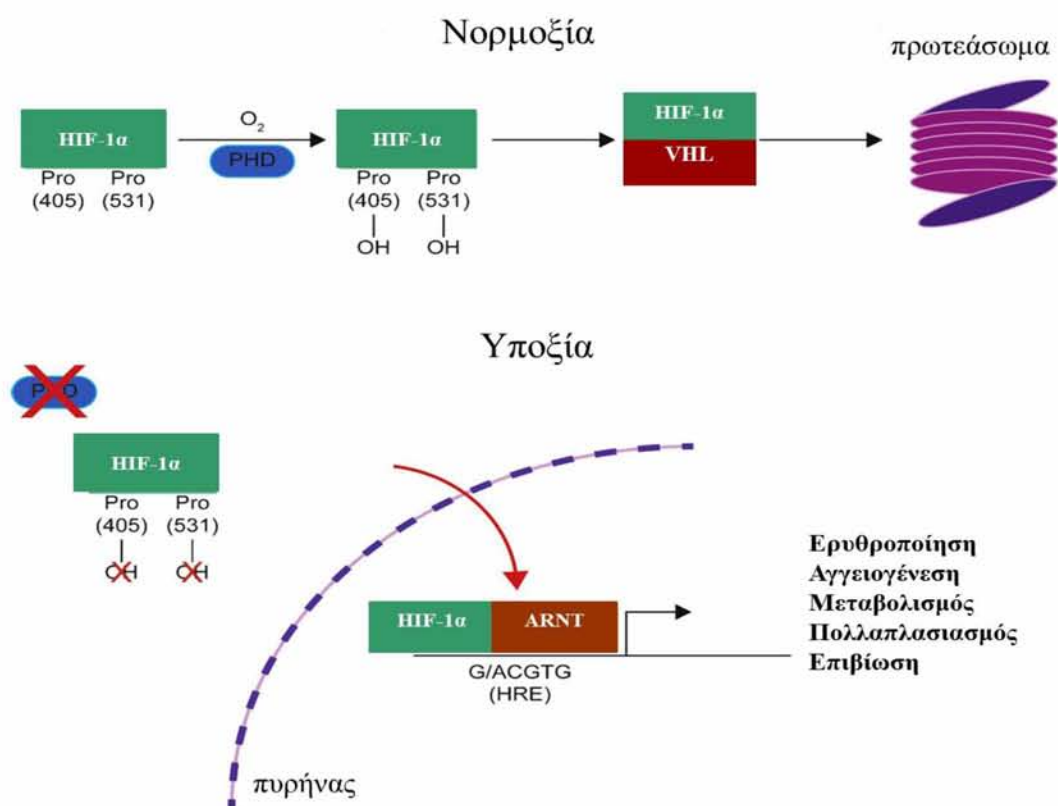 Νορμοξία
πρωτεάσωμα
HIF-1α
Pro Pro
(405) (531)
O2
PHD
HIF-1α
Pro Pro
(405) (531)
OH OH
HIF-1α
VHL
Υποξία
HIF-1α
Pro Pro
(405) (531)
OH OH
HIF-1α ARNT
G/ACGTG
(HRE)
Ερυθροποίηση
Αγγειογένεση
Μεταβολισμός
Πολλαπλασιασμός
Επιβίωση
πυρήνας